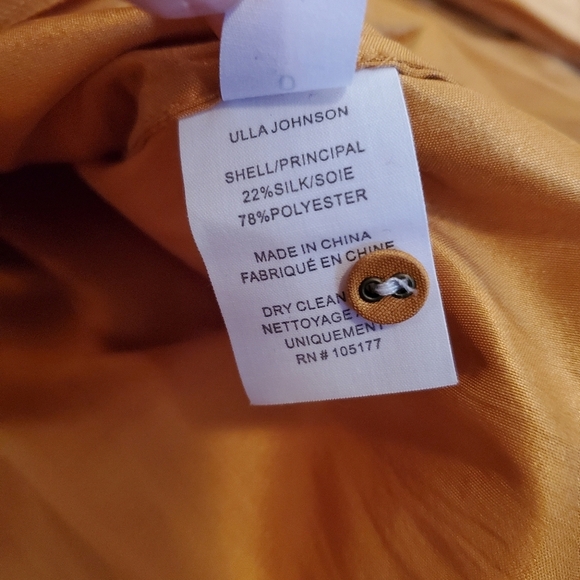 ULLA JOHNSON
SHELL/PRINCIPAL
22%SILK/SOIE
78%POLYESTER
MADE IN CHINA
FABRIQUÉ EN CHINE
DRY CLEAN
NETTOYAGE
UNIQUEMENT
RN # 105177